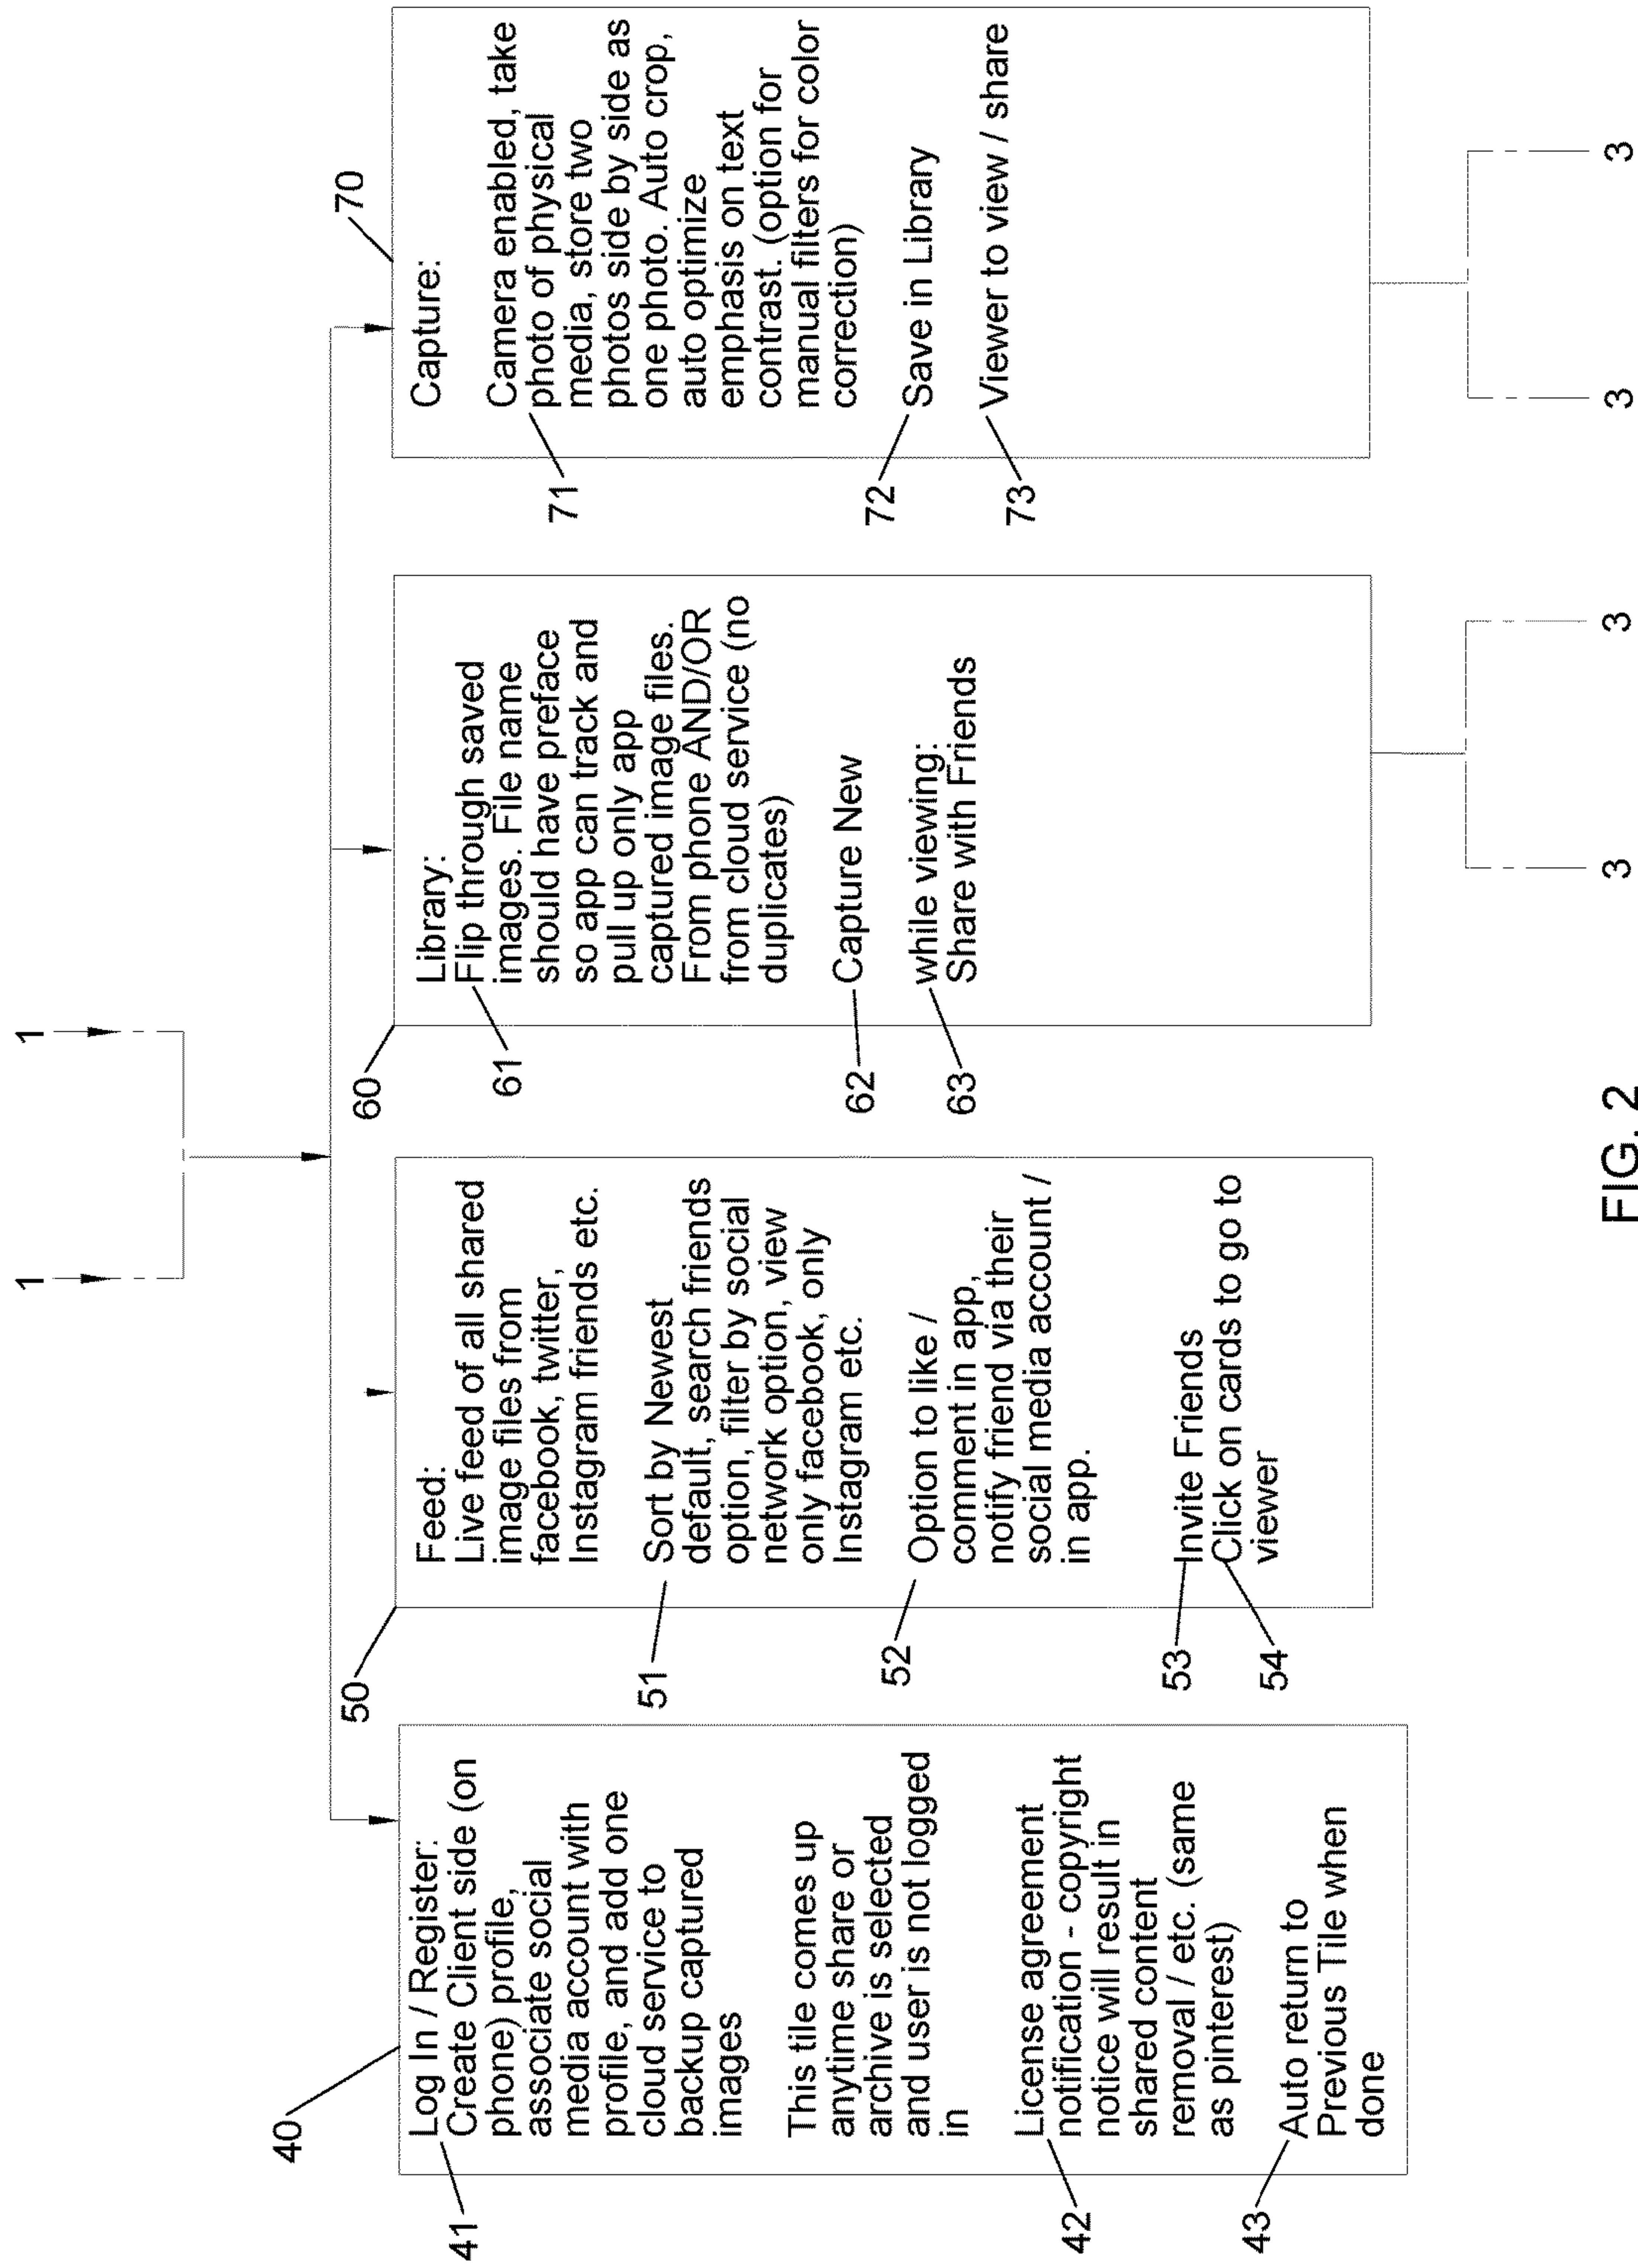 1
1
40
41
Log In / Register:
Create Client side (on
phone) profile,
associate social
media account with
profile, and add one
cloud service to
backup captured
images
This tile comes up
anytime share or
archive is selected
and user is not logged
in
42
License agreement
notification - copyright
notice will result in
shared content
removal / etc. (same
as pinterest)
43
Auto return to
Previous Tile when
done
50
Feed:
Live feed of all shared
image files from
facebook, twitter,
Instagram friends etc.
51
Sort by Newest
default, search friends
option, filter by social
network option, view
only facebook, only
Instagram etc.
52
Option to like /
comment in app,
notify friend via their
social media account /
in app.
53
Invite Friends
54
Click on cards to go to
viewer
60
Library:
61
Flip through saved
images. File name
should have preface
so app can track and
pull up only app
captured image files.
From phone AND/OR
from cloud service (no
duplicates)
62
Capture New
63
while viewing:
Share with Friends
70
Capture:
71
Camera enabled, take
photo of physical
media, store two
photos side by side as
one photo. Auto crop,
auto optimize
emphasis on text
contrast. (option for
manual filters for color
correction)
72
Save in Library
73
Viewer to view / share
3
3
3
3
FIG. 2